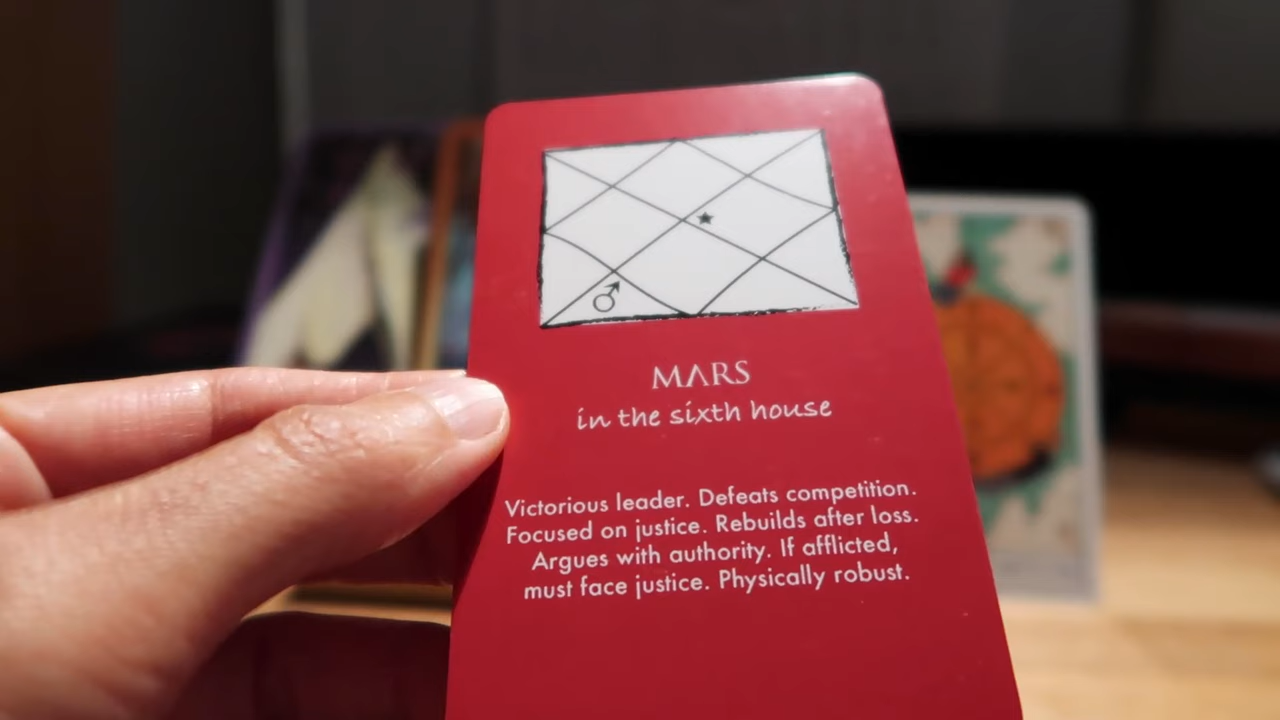 MARS
in the sixth house
Victorious leader. Defeats competition.
Focused on justice. Rebuilds after loss.
Argues with authority. If afflicted,
must face justice. Physically robust.